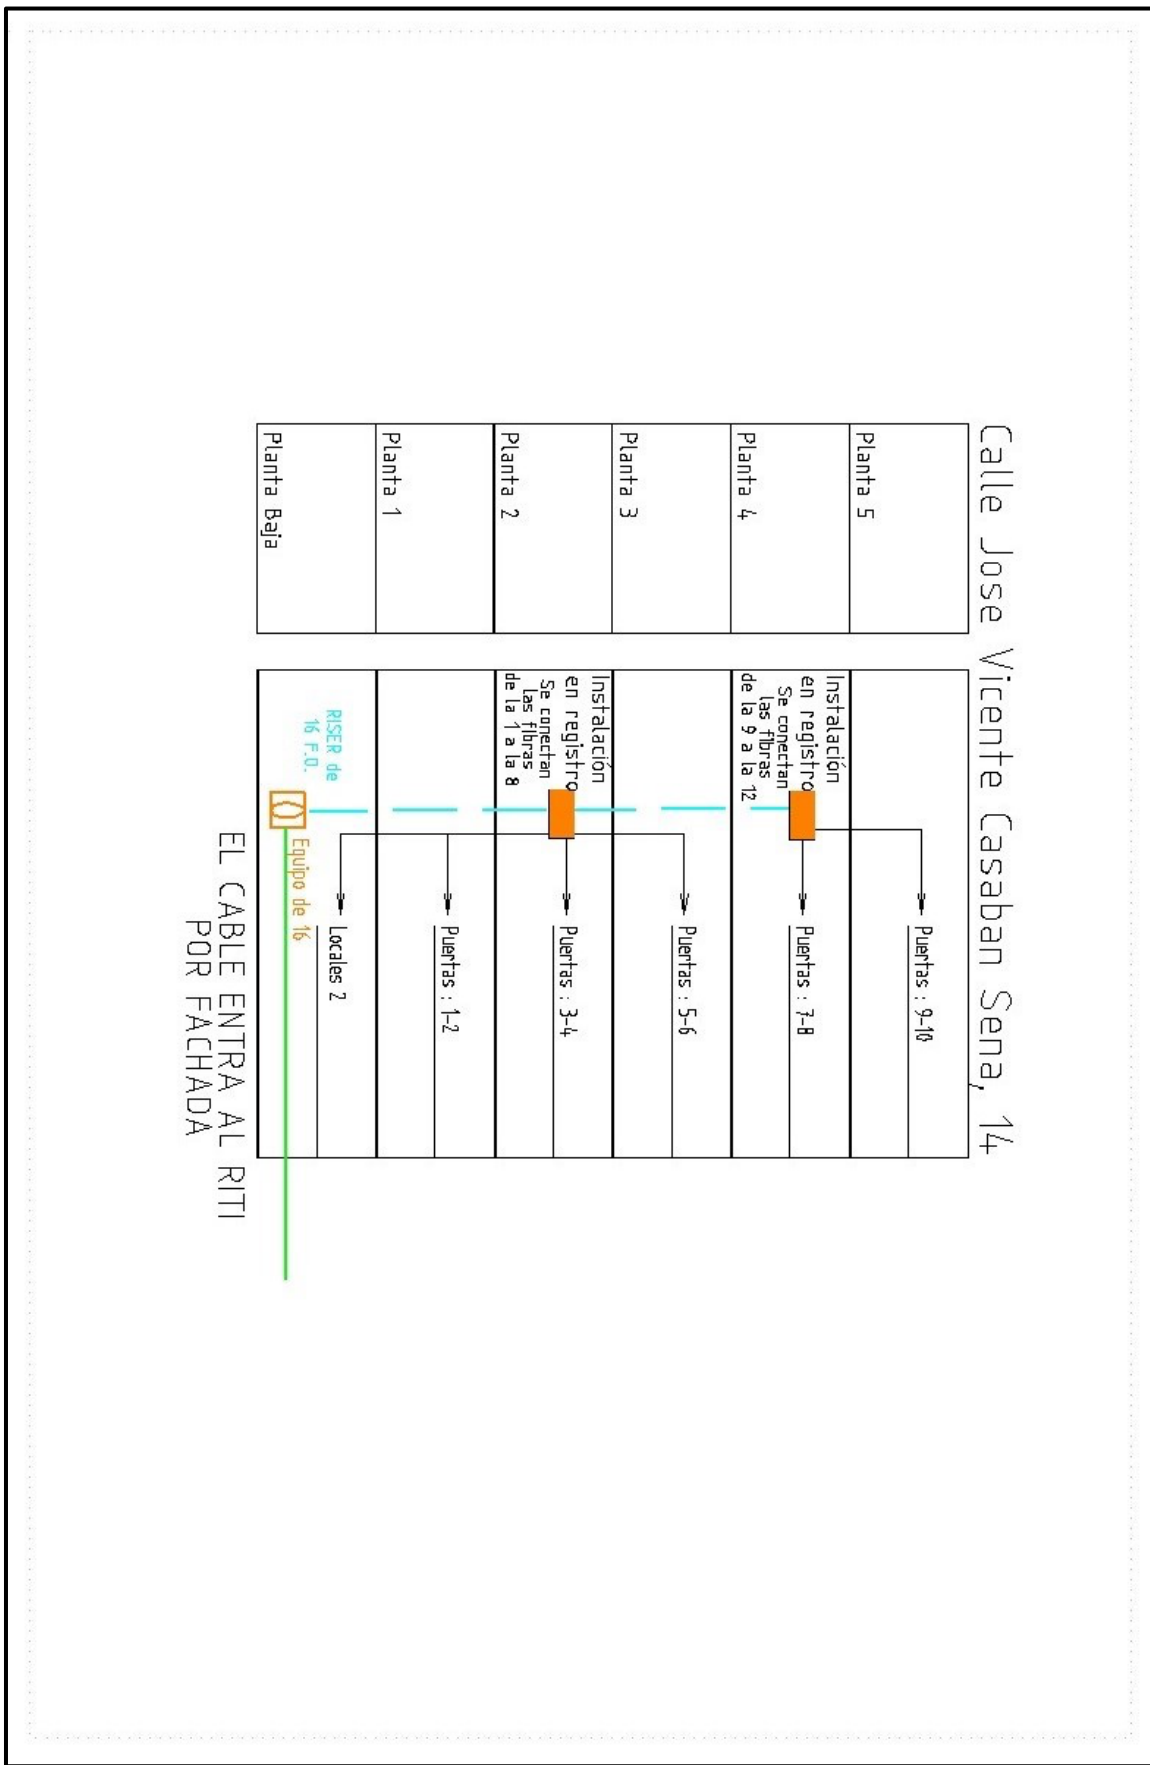 Calle Jose Vicente Casaban Sena, 14
Planta 5
Puertas : 9-10
Planta 4
Instalación
en registro
Se conectan
las fibras
de la 9 a la 12
Puertas : 7-8
Planta 3
Puertas : 5-6
Planta 2
Instalación
en registro
Se conectan
las fibras
de la 1 a la 8
Puertas : 3-4
Planta 1
Puertas : 1-2
Planta Baja
RISER de
16 F.O.
Locales 2
Equipo de 16
EL CABLE ENTRA AL RITI
POR FACHADA